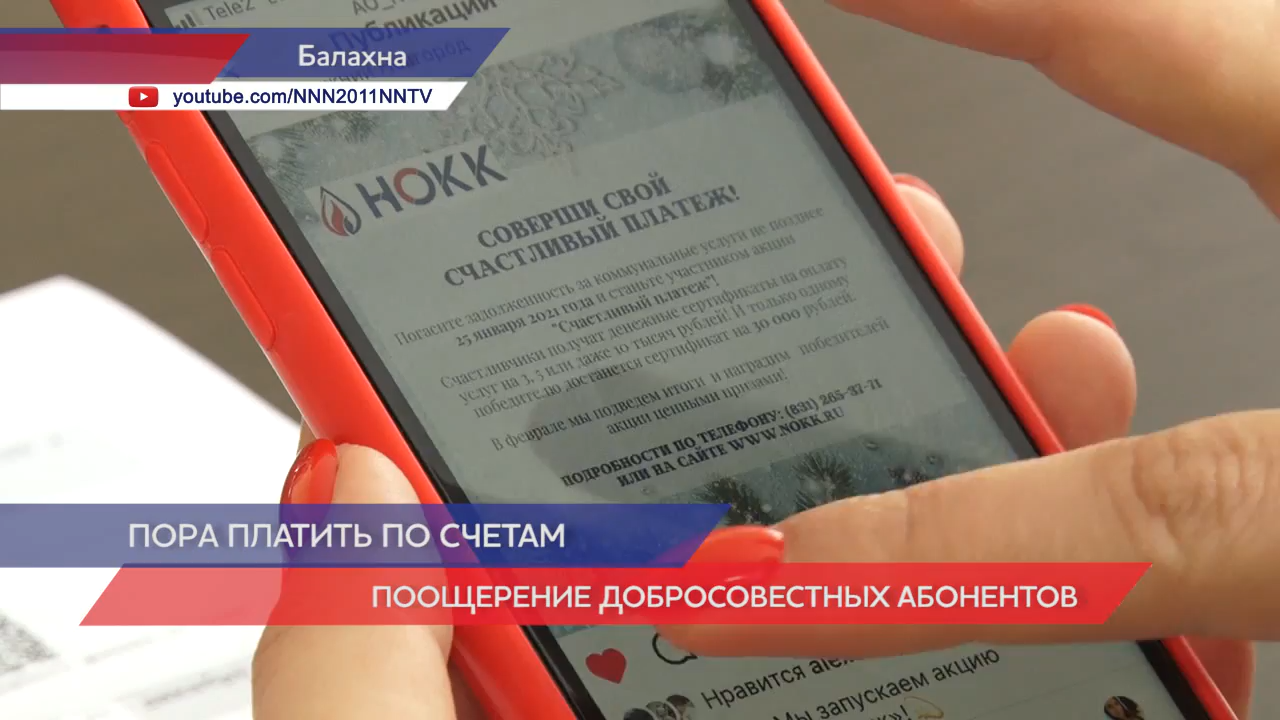 Tele2
Публикации
Балахна
youtube.com/NNN2011NNTV
НОКК
СОВЕРШИ СВОЙ
СЧАСТЛИВЫЙ ПЛАТЕЖ!
Погасите задолженность за коммунальные услуги не позднее
25 января 2021 года и станьте участником акции
"Счастливый платеж"!
Счастливчики получат денежные сертификаты на оплату
услуг на 3, 5 или даже 10 тысяч рублей! И только одному
победителю достанется сертификат на 30 000 рублей.
В феврале мы подведем итоги и наградим победителей
акции ценными призами!
ПОДРОБНОСТИ ПО ТЕЛЕФОНУ: (831) 265-37-71
ИЛИ НА САЙТЕ WWW.NOKK.RU
ПОРА ПЛАТИТЬ ПО СЧЕТАМ
ПООЩРЕНИЕ ДОБРОСОВЕСТНЫХ АБОНЕНТОВ
Нравится
Мы запускаем акцию